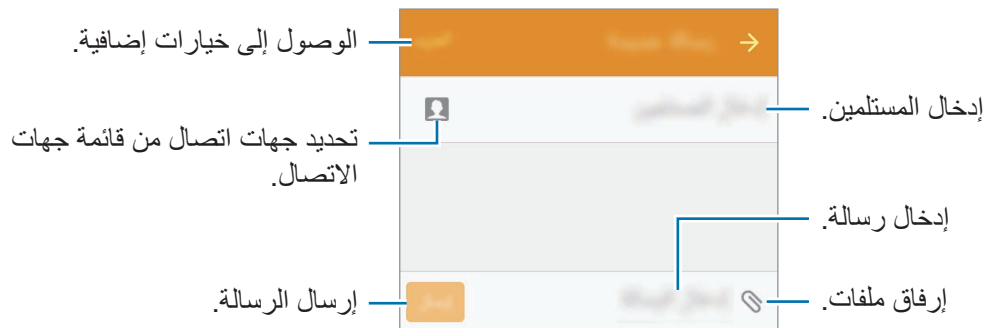 الوصول إلى خيارات إضافية.
إدخال المستلمين.
تحديد جهات اتصال من قائمة جهات
الاتصال.
إدخال رسالة.
إرفاق ملفات.
إرسال الرسالة.